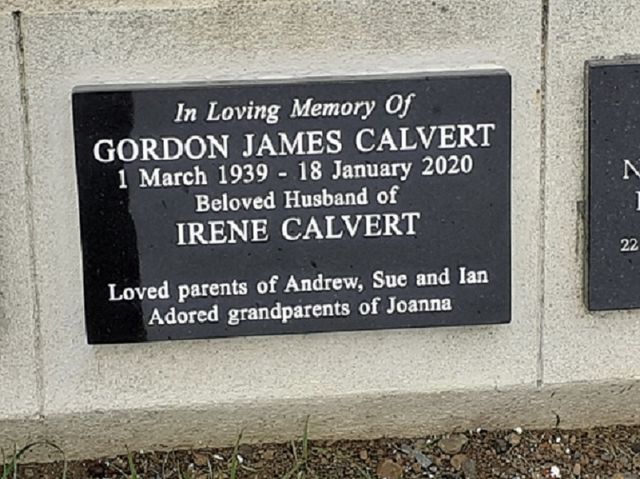 In Loving Memory Of
GORDON JAMES CALVERT
1 March 1939 - 18 January 2020
Beloved Husband of
IRENE CALVERT
Loved parents of Andrew, Sue and Ian
Adored grandparents of Joanna
N
22